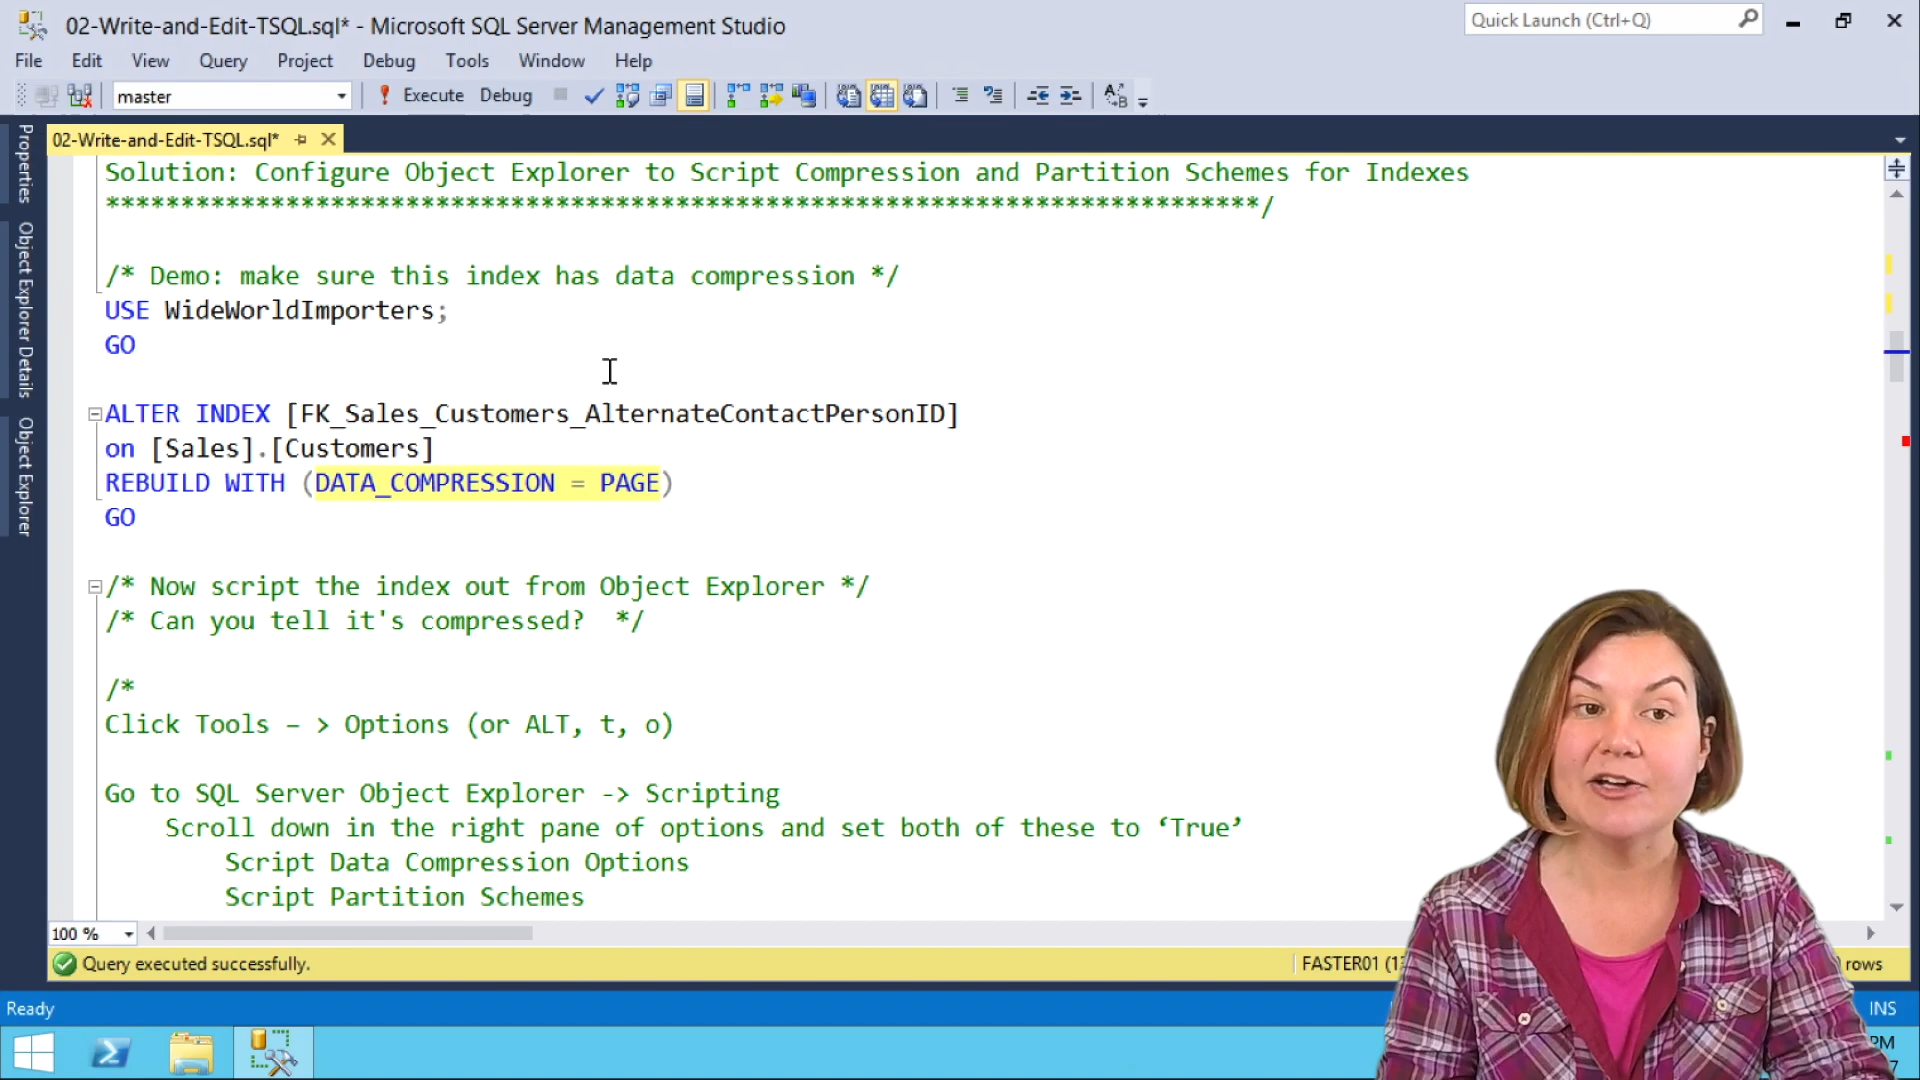 02-Write-and-Edit-TSQL.sql* - Microsoft SQL Server Management Studio
Quick Launch (Ctrl+Q)
File Edit View Query Project Debug Tools Window Help
master Execute Debug
02-Write-and-Edit-TSQL.sql*
Properties
Object Explorer Details
Object Explorer
Solution: Configure Object Explorer to Script Compression and Partition Schemes for Indexes
*****************************************************************************/
/* Demo: make sure this index has data compression */
USE WideWorldImporters;
GO
ALTER INDEX [FK_Sales_Customers_AlternateContactPersonID]
on [Sales].[Customers]
REBUILD WITH (DATA_COMPRESSION = PAGE)
GO
/* Now script the index out from Object Explorer */
/* Can you tell it's compressed?  */
/*
Click Tools – > Options (or ALT, t, o)
Go to SQL Server Object Explorer -> Scripting
Scroll down in the right pane of options and set both of these to ‘True’
Script Data Compression Options
Script Partition Schemes
100 %
Query executed successfully. FASTER01 (1 rows
Ready INS
PM
7